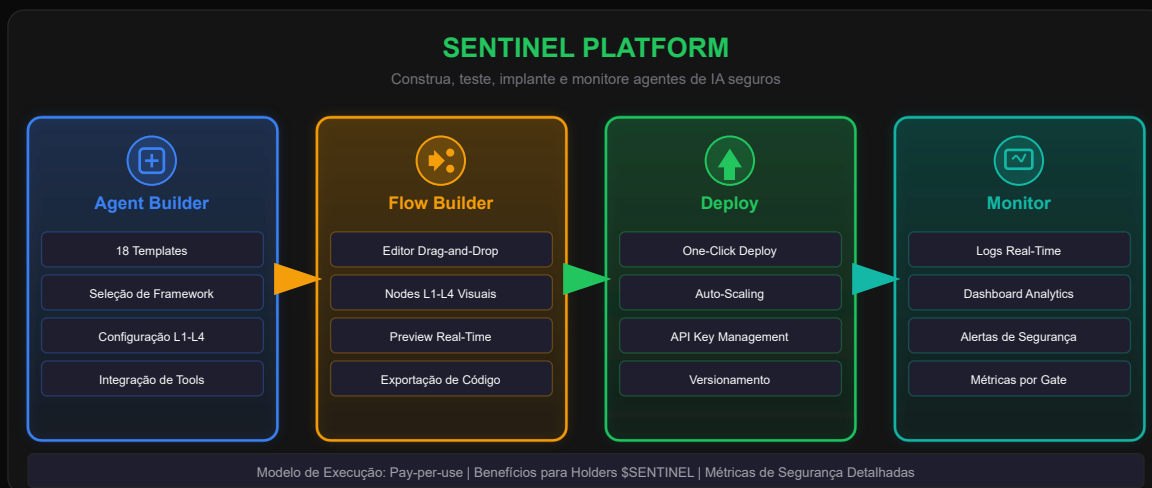 SENTINEL PLATFORM
Construa, teste, implante e monitore agentes de IA seguros
Agent Builder
18 Templates
Seleção de Framework
Configuração L1-L4
Integração de Tools
Flow Builder
Editor Drag-and-Drop
Nodes L1-L4 Visuais
Preview Real-Time
Exportação de Código
Deploy
One-Click Deploy
Auto-Scaling
API Key Management
Versionamento
Monitor
Logs Real-Time
Dashboard Analytics
Alertas de Segurança
Métricas por Gate
Modelo de Execução: Pay-per-use | Benefícios para Holders $SENTINEL | Métricas de Segurança Detalhadas